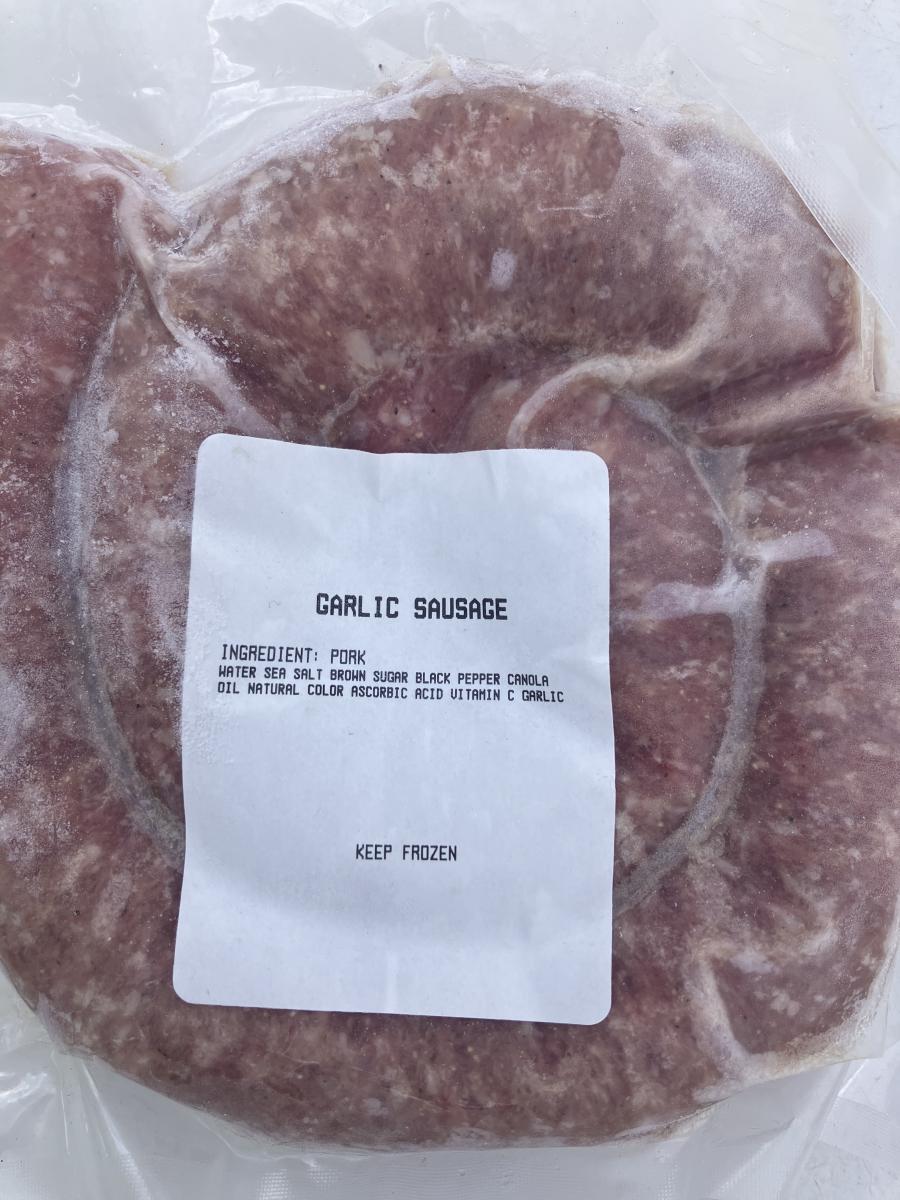 GARLIC SAUSAGE
INGREDIENT: PORK
WATER SEA SALT BROWN SUGAR BLACK PEPPER CANOLA
OIL NATURAL COLOR ASCORBIC ACID VITAMIN C GARLIC
KEEP FROZEN